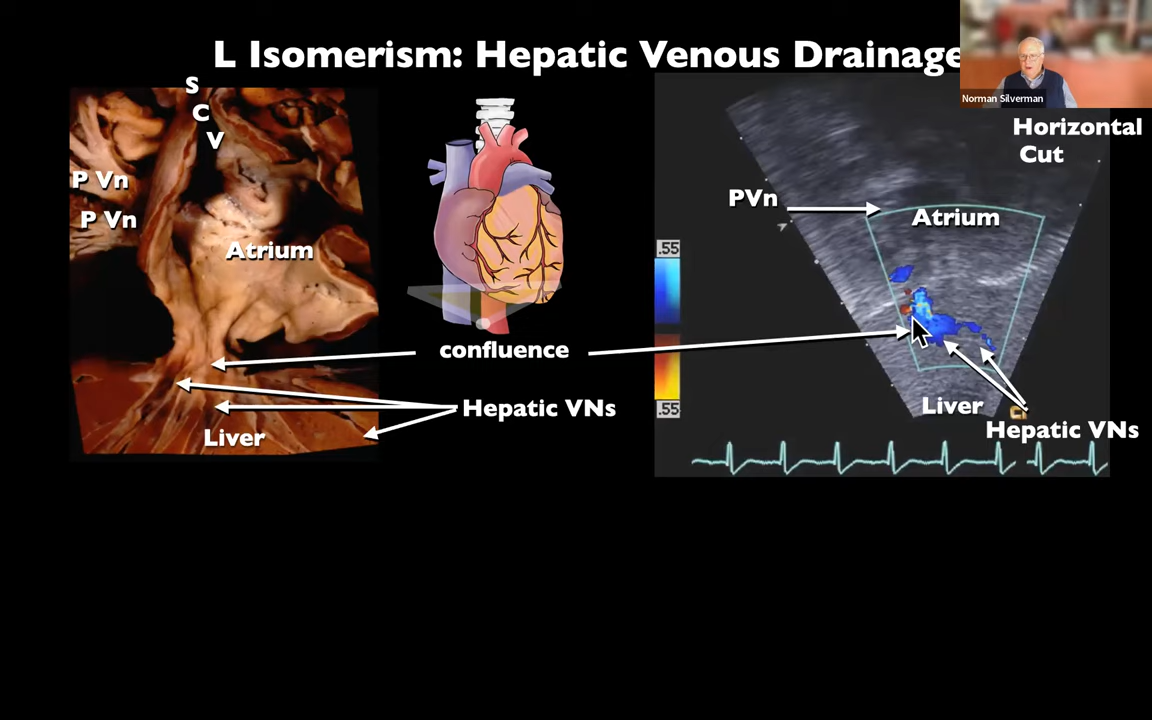 L Isomerism: Hepatic Venous Drainage
Norman Silverman
S
C
V
P Vn
P Vn
Atrium
Liver
confluence
Hepatic VNs
Horizontal
Cut
PVn
Atrium
.55
.55
Liver
Hepatic VNs